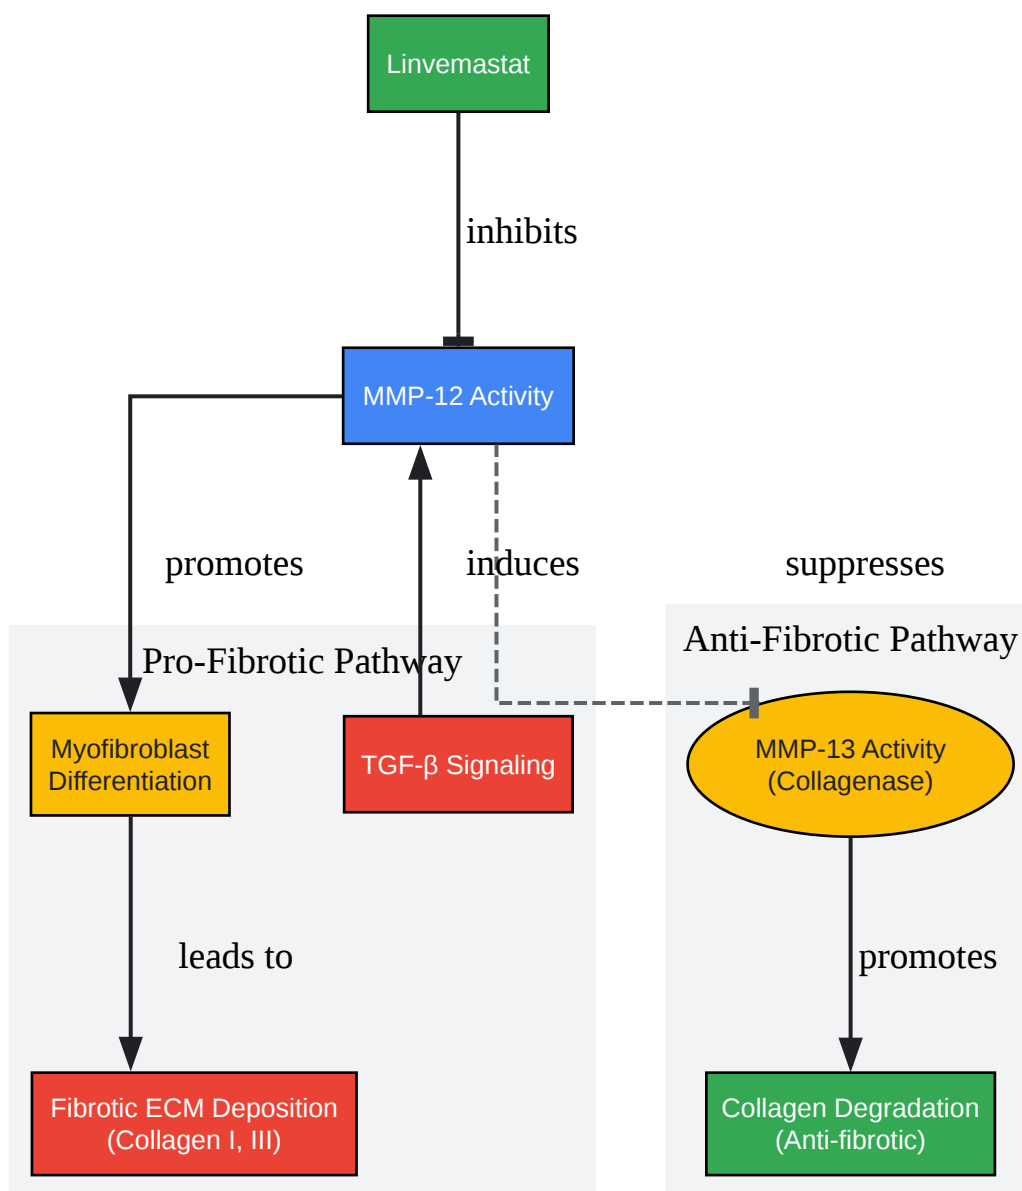 Linvemastat
inhibits
MMP-12 Activity
promotes
induces
suppresses
Pro-Fibrotic Pathway
Anti-Fibrotic Pathway
Myofibroblast
Differentiation
TGF-β Signaling
MMP-13 Activity
(Collagenase)
leads to
promotes
Fibrotic ECM Deposition
(Collagen I, III)
Collagen Degradation
(Anti-fibrotic)